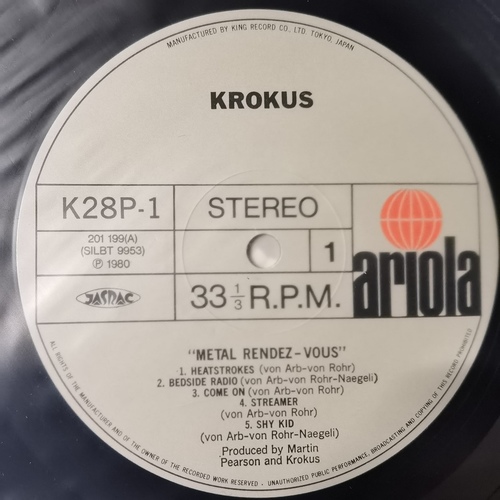 MANUFACTURED BY KING RECORD CO., LTD. TOKYO, JAPAN
KROKUS
K28P-1
STEREO
201 199(A)
(SILBT 9953)
Ⓟ 1980
1
JASRAC
33 1/3 R.P.M.
ariola
"METAL RENDEZ-VOUS"
1. HEATSTROKES (von Arb-von Rohr)
2. BEDSIDE RADIO (von Arb-von Rohr-Naegeli)
3. COME ON (von Arb-von Rohr)
4. STREAMER
(von Arb-von Rohr)
5. SHY KID
(von Arb-von Rohr-Naegeli)
Produced by Martin
Pearson and Krokus
ALL RIGHTS OF THE MANUFACTURER AND OF THE OWNER OF THE RECORDED WORK RESERVED. UNAUTHORIZED PUBLIC PERFORMANCE, BROADCASTING AND COPYING OF THIS RECORD PROHIBITED